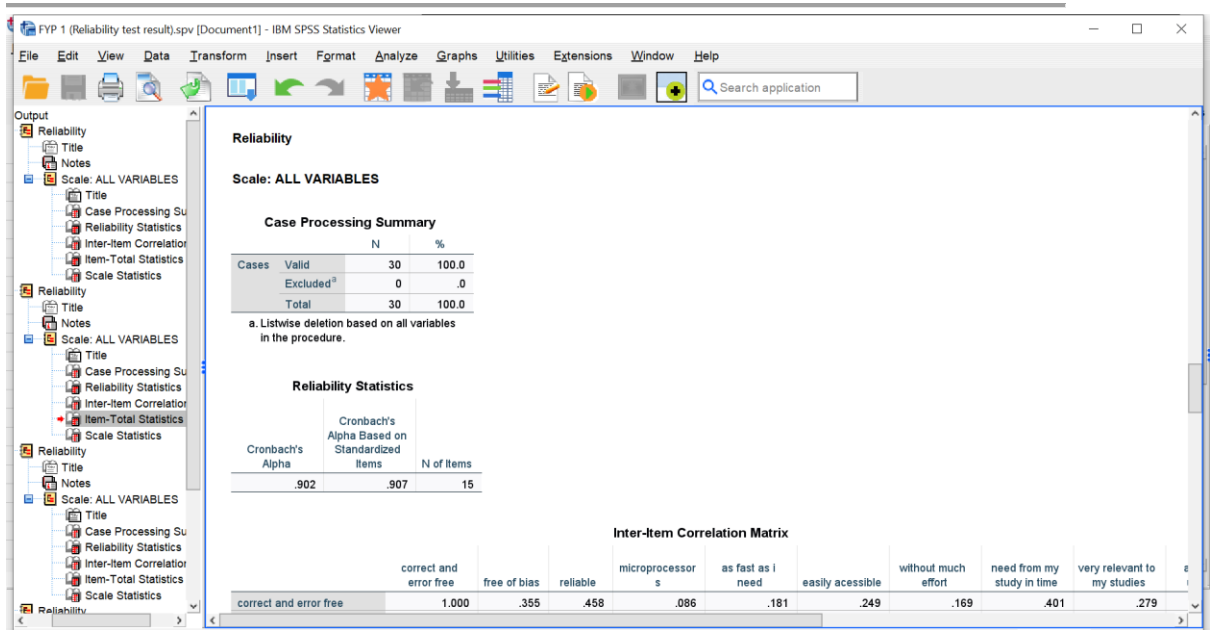 FYP 1 (Reliability test result).spv [Document1] - IBM SPSS Statistics Viewer
File Edit View Data Transform Insert Format Analyze Graphs Utilities Extensions Window Help
Search application
Output
Reliability
Title
Notes
Scale: ALL VARIABLES
Title
Case Processing Su
Reliability Statistics
Inter-Item Correlation
Item-Total Statistics
Scale Statistics
Reliability
Title
Notes
Scale: ALL VARIABLES
Title
Case Processing Su
Reliability Statistics
Inter-Item Correlation
Item-Total Statistics
Scale Statistics
Reliability
Title
Notes
Scale: ALL VARIABLES
Title
Case Processing Su
Reliability Statistics
Inter-Item Correlation
Item-Total Statistics
Scale Statistics
Reliability
Reliability
Scale: ALL VARIABLES
Case Processing Summary
N %
Cases Valid 30 100.0
Excluded^a 0 .0
Total 30 100.0
a. Listwise deletion based on all variables
in the procedure.
Reliability Statistics
Cronbach's
Alpha Based on
Cronbach's Standardized
Alpha Items N of Items
.902 .907 15
Inter-Item Correlation Matrix
correct and microprocessor as fast as i without much need from my very relevant to a
error free free of bias reliable s need easily acessible effort study in time my studies
correct and error free 1.000 .355 .458 .086 .181 .249 .169 .401 .279